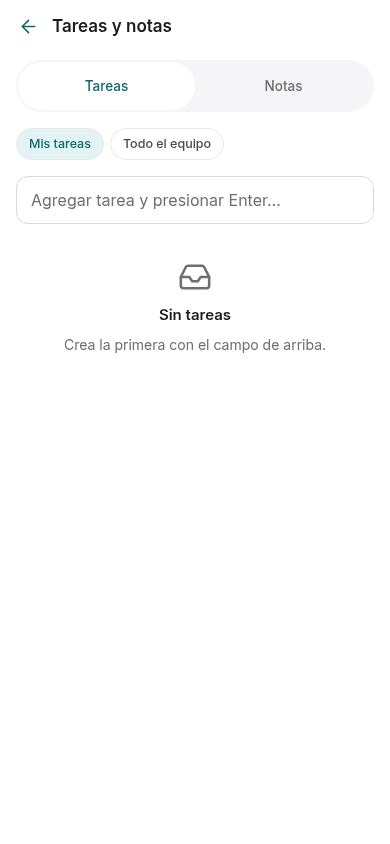 Tareas y notas
Tareas
Notas
Mis tareas
Todo el equipo
Agregar tarea y presionar Enter...
Sin tareas
Crea la primera con el campo de arriba.